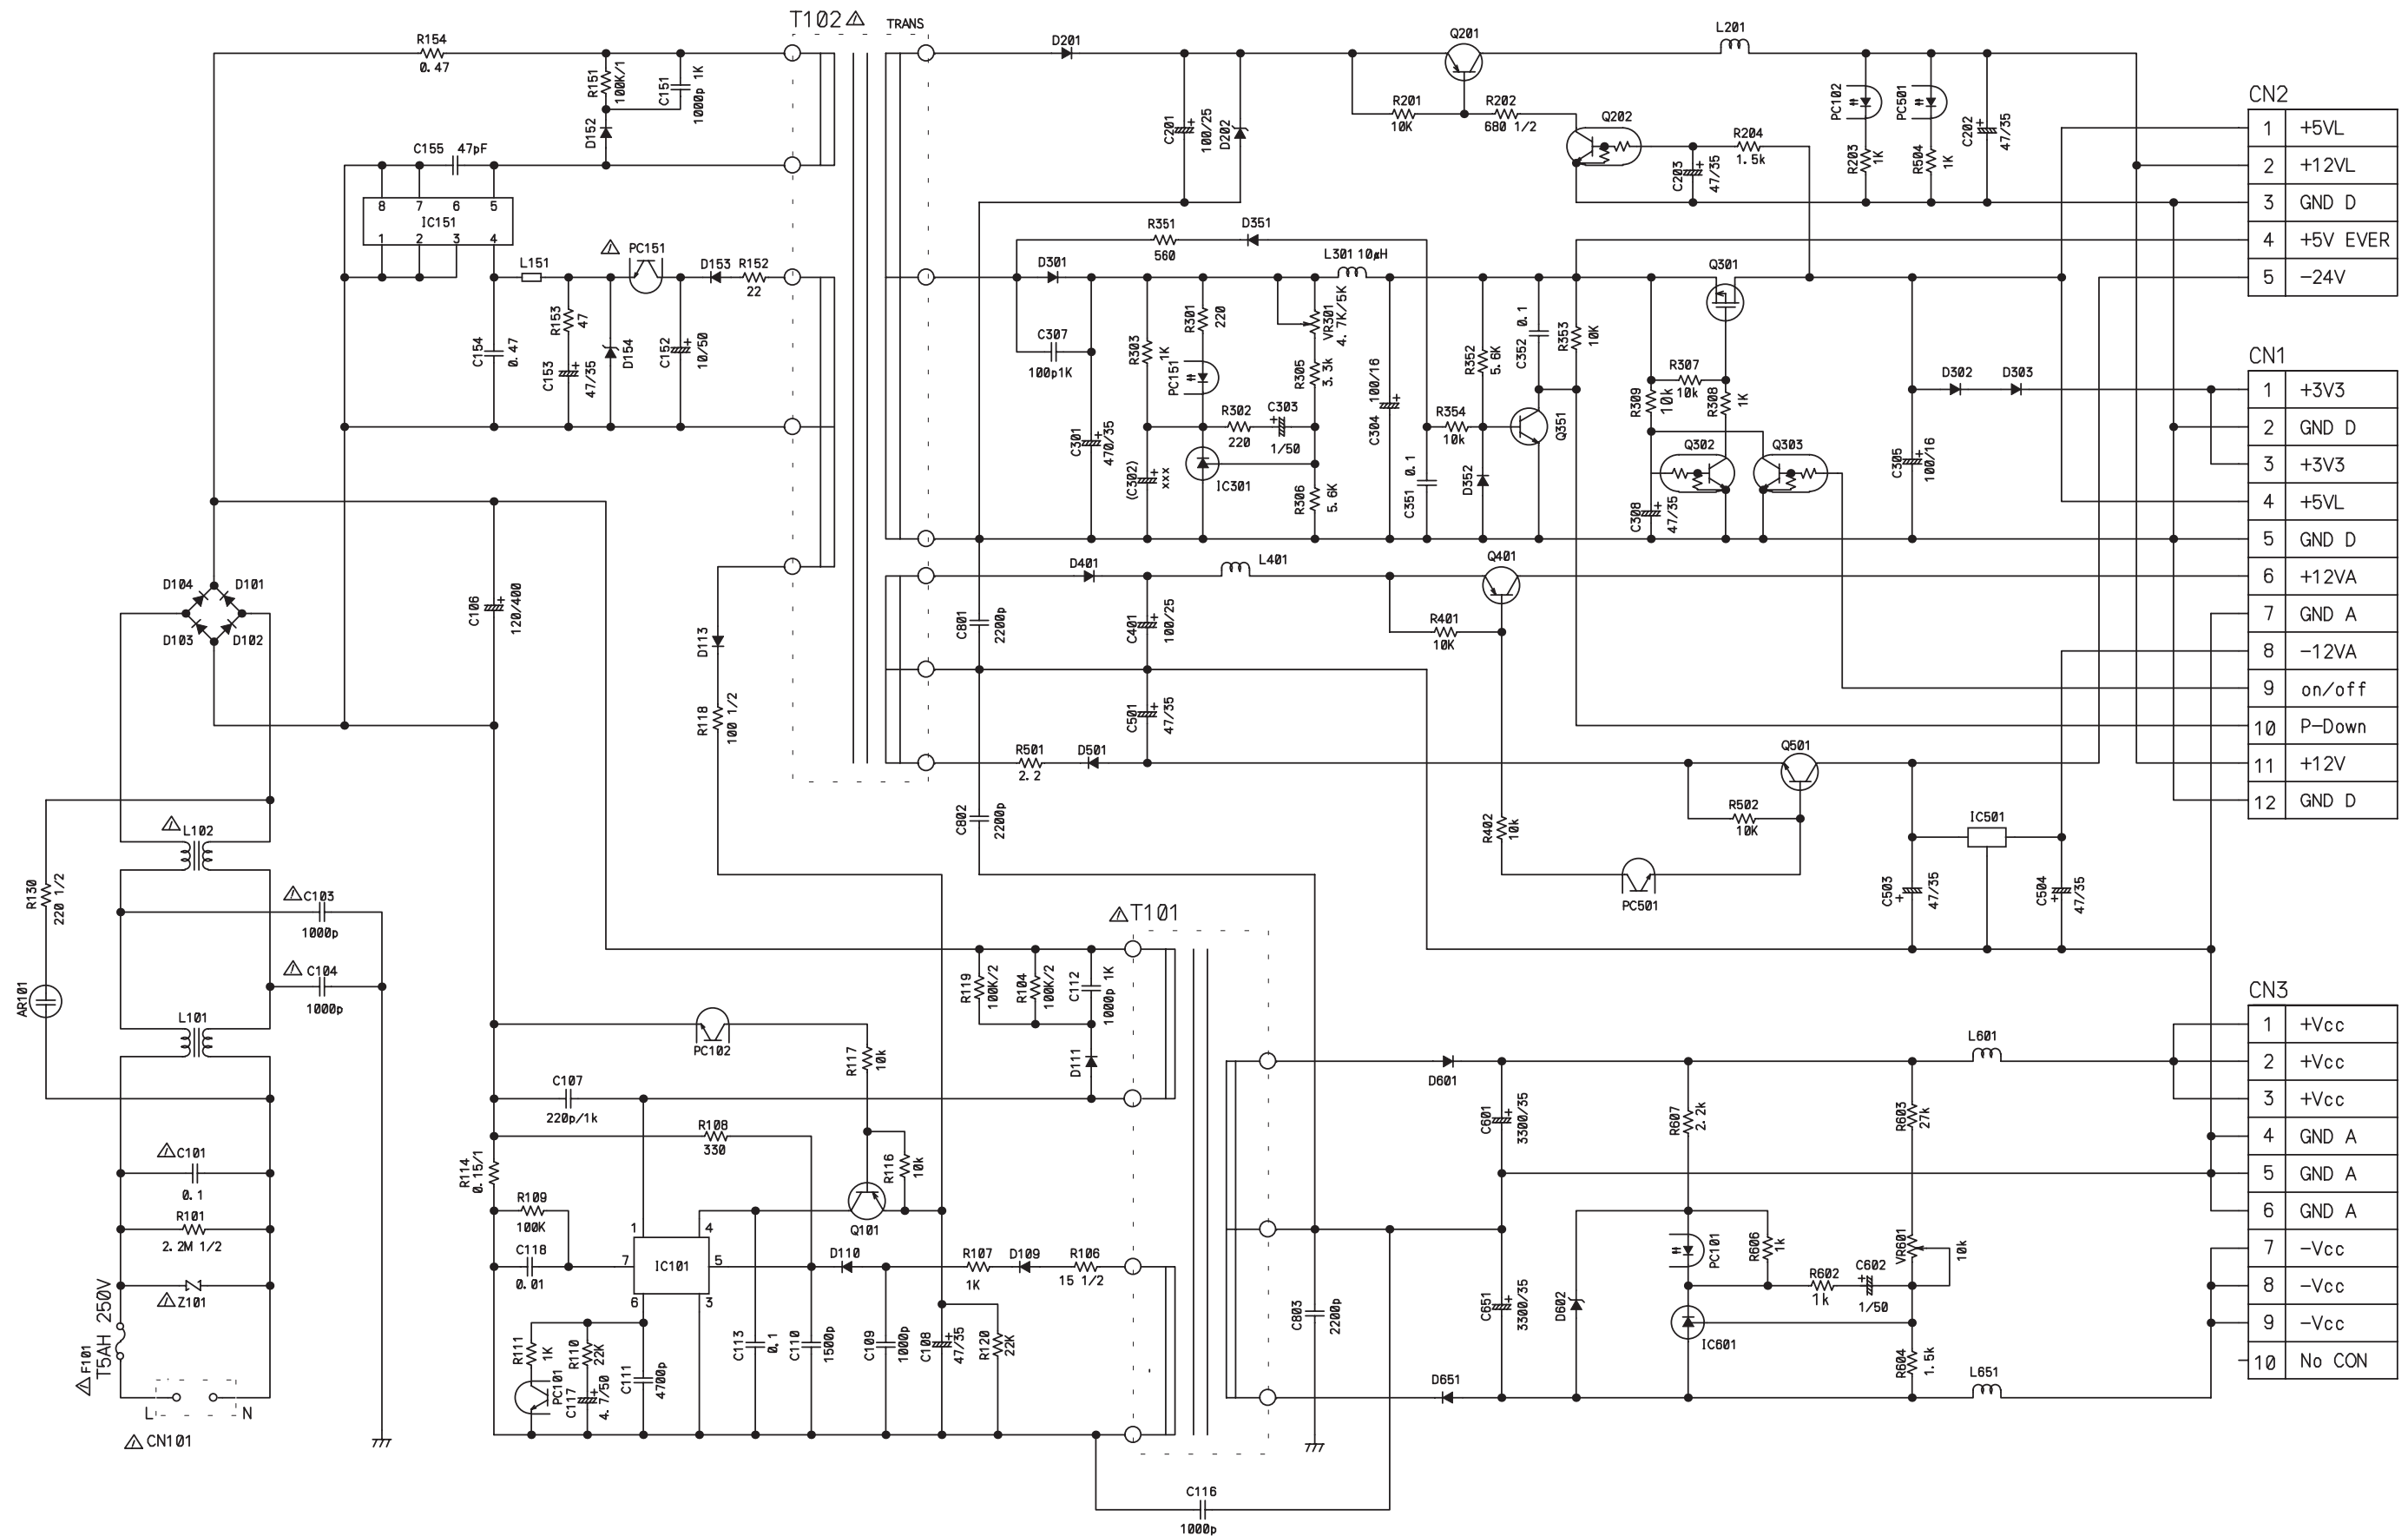 T102
TRANS
R154
0.47
R151
100K/1
C151
1000p 1K
D152
C155
47pF
8
7
6
5
IC151
1
2
3
4
L151
PC151
D153
R152
22
R153
47
C154
0.47
C153
47/35
D154
C152
10/50
D201
C201
100/25
D202
Q201
R201
10K
R202
680 1/2
Q202
L201
R204
1.5k
C203
47/35
PC102
R203
1K
PC501
R504
1K
C202
47/35
R351
560
D351
D301
L301 10μH
C307
100p1K
C301
470/35
R303
1K
(C302)
xxx
R301
220
PC151
R302
220
C303
1/50
IC301
VR301
4.7K/5K
R305
3.3k
R306
5.6K
C304
100/16
C351
0.1
R354
10k
R352
5.6K
D352
C352
0.1
Q351
R353
10K
Q301
R307
10k
R309
10k
R308
1K
Q302
Q303
C308
47/35
C305
100/16
D302
D303
CN2
1 +5VL
2 +12VL
3 GND D
4 +5V EVER
5 -24V
CN1
1 +3V3
2 GND D
3 +3V3
4 +5VL
5 GND D
6 +12VA
7 GND A
8 -12VA
9 on/off
10 P-Down
11 +12V
12 GND D
D104
D101
D103
D102
C106
120/400
D113
R118
100 1/2
C801
2200p
C802
2200p
D401
L401
C401
100/25
C501
47/35
R501
2.2
D501
Q401
R401
10K
R402
10k
PC501
Q501
R502
10K
IC501
C503
47/35
C504
47/35
L102
R130
220 1/2
AR101
C103
1000p
C104
1000p
L101
C101
0.1
R101
2.2M 1/2
Z101
F101
T5AH 250V
L
N
CN101
T101
R119
100K/2
R104
100K/2
C112
1000p 1K
D111
PC102
R117
10k
C107
220p/1k
R108
330
R114
0.15/1
R109
100K
C118
0.01
R116
10k
Q101
1
4
7
5
IC101
6
3
D110
R107
1K
D109
R106
15 1/2
R111
1K
PC101
R110
22K
C117
4.7/50
C111
4700p
C113
0.1
C110
1500p
C109
1000p
C108
47/35
R120
22K
C116
1000p
C803
2200p
D601
C601
3300/35
C651
3300/35
D651
D602
R607
2.2k
PC101
R606
1k
R602
1k
C602
1/50
IC601
R603
27k
VR601
10k
R604
1.5k
L601
L651
CN3
1 +Vcc
2 +Vcc
3 +Vcc
4 GND A
5 GND A
6 GND A
7 -Vcc
8 -Vcc
9 -Vcc
10 No CON